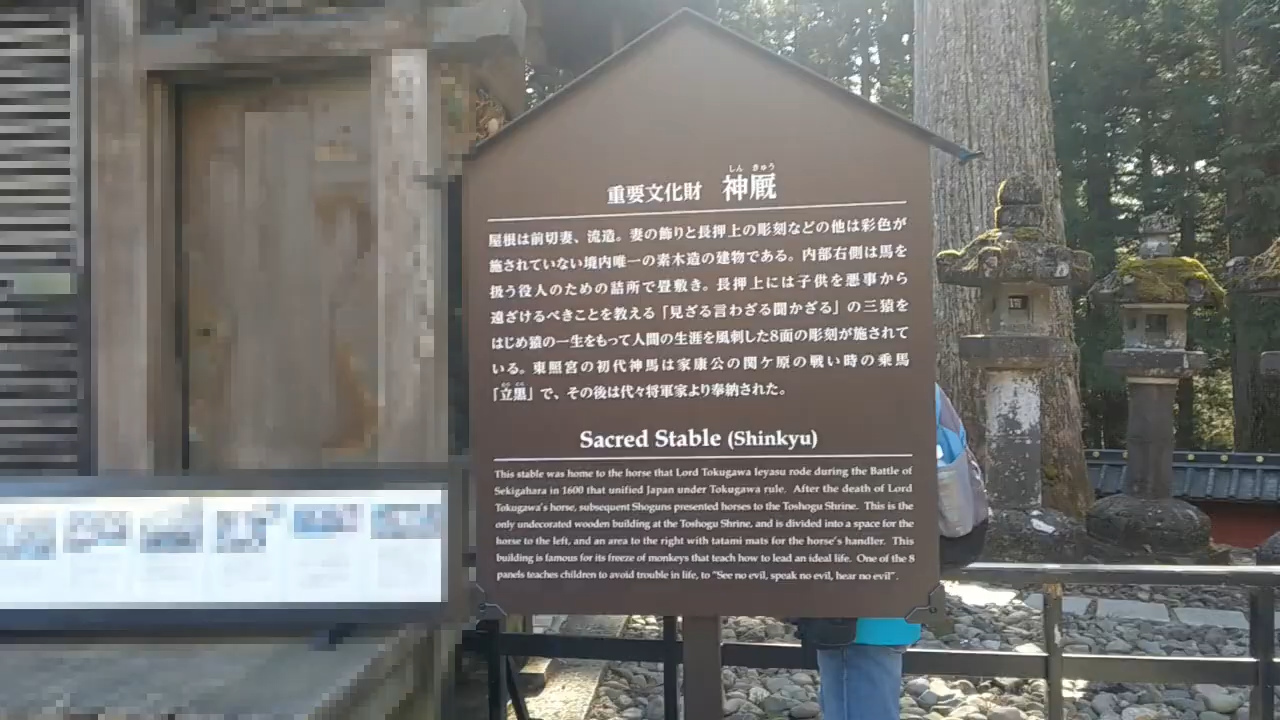 重要文化財 神厩
しん きゅう
屋根は前切妻、流造。妻の飾りと長押上の彫刻などの他は彩色が
施されていない境内唯一の素木造の建物である。内部右側は馬を
扱う役人のための詰所で畳敷き。長押上には子供を悪事から
遠ざけるべきことを教える「見ざる言わざる聞かざる」の三猿を
はじめ猿の一生をもって人間の生涯を風刺した8面の彫刻が施されて
いる。東照宮の初代神馬は家康公の関ケ原の戦い時の乗馬
「立黒」で、その後は代々将軍家より奉納された。
Sacred Stable (Shinkyu)
This stable was home to the horse that Lord Tokugawa Ieyasu rode during the Battle of
Sekigahara in 1600 that unified Japan under Tokugawa rule. After the death of Lord
Tokugawa's horse, subsequent Shoguns presented horses to the Toshogu Shrine. This is the
only undecorated wooden building at the Toshogu Shrine, and is divided into a space for the
horse to the left, and an area to the right with tatami mats for the horse's handler. This
building is famous for its freeze of monkeys that teach how to lead an ideal life. One of the 8
panels teaches children to avoid trouble in life, to "See no evil, speak no evil, hear no evil".